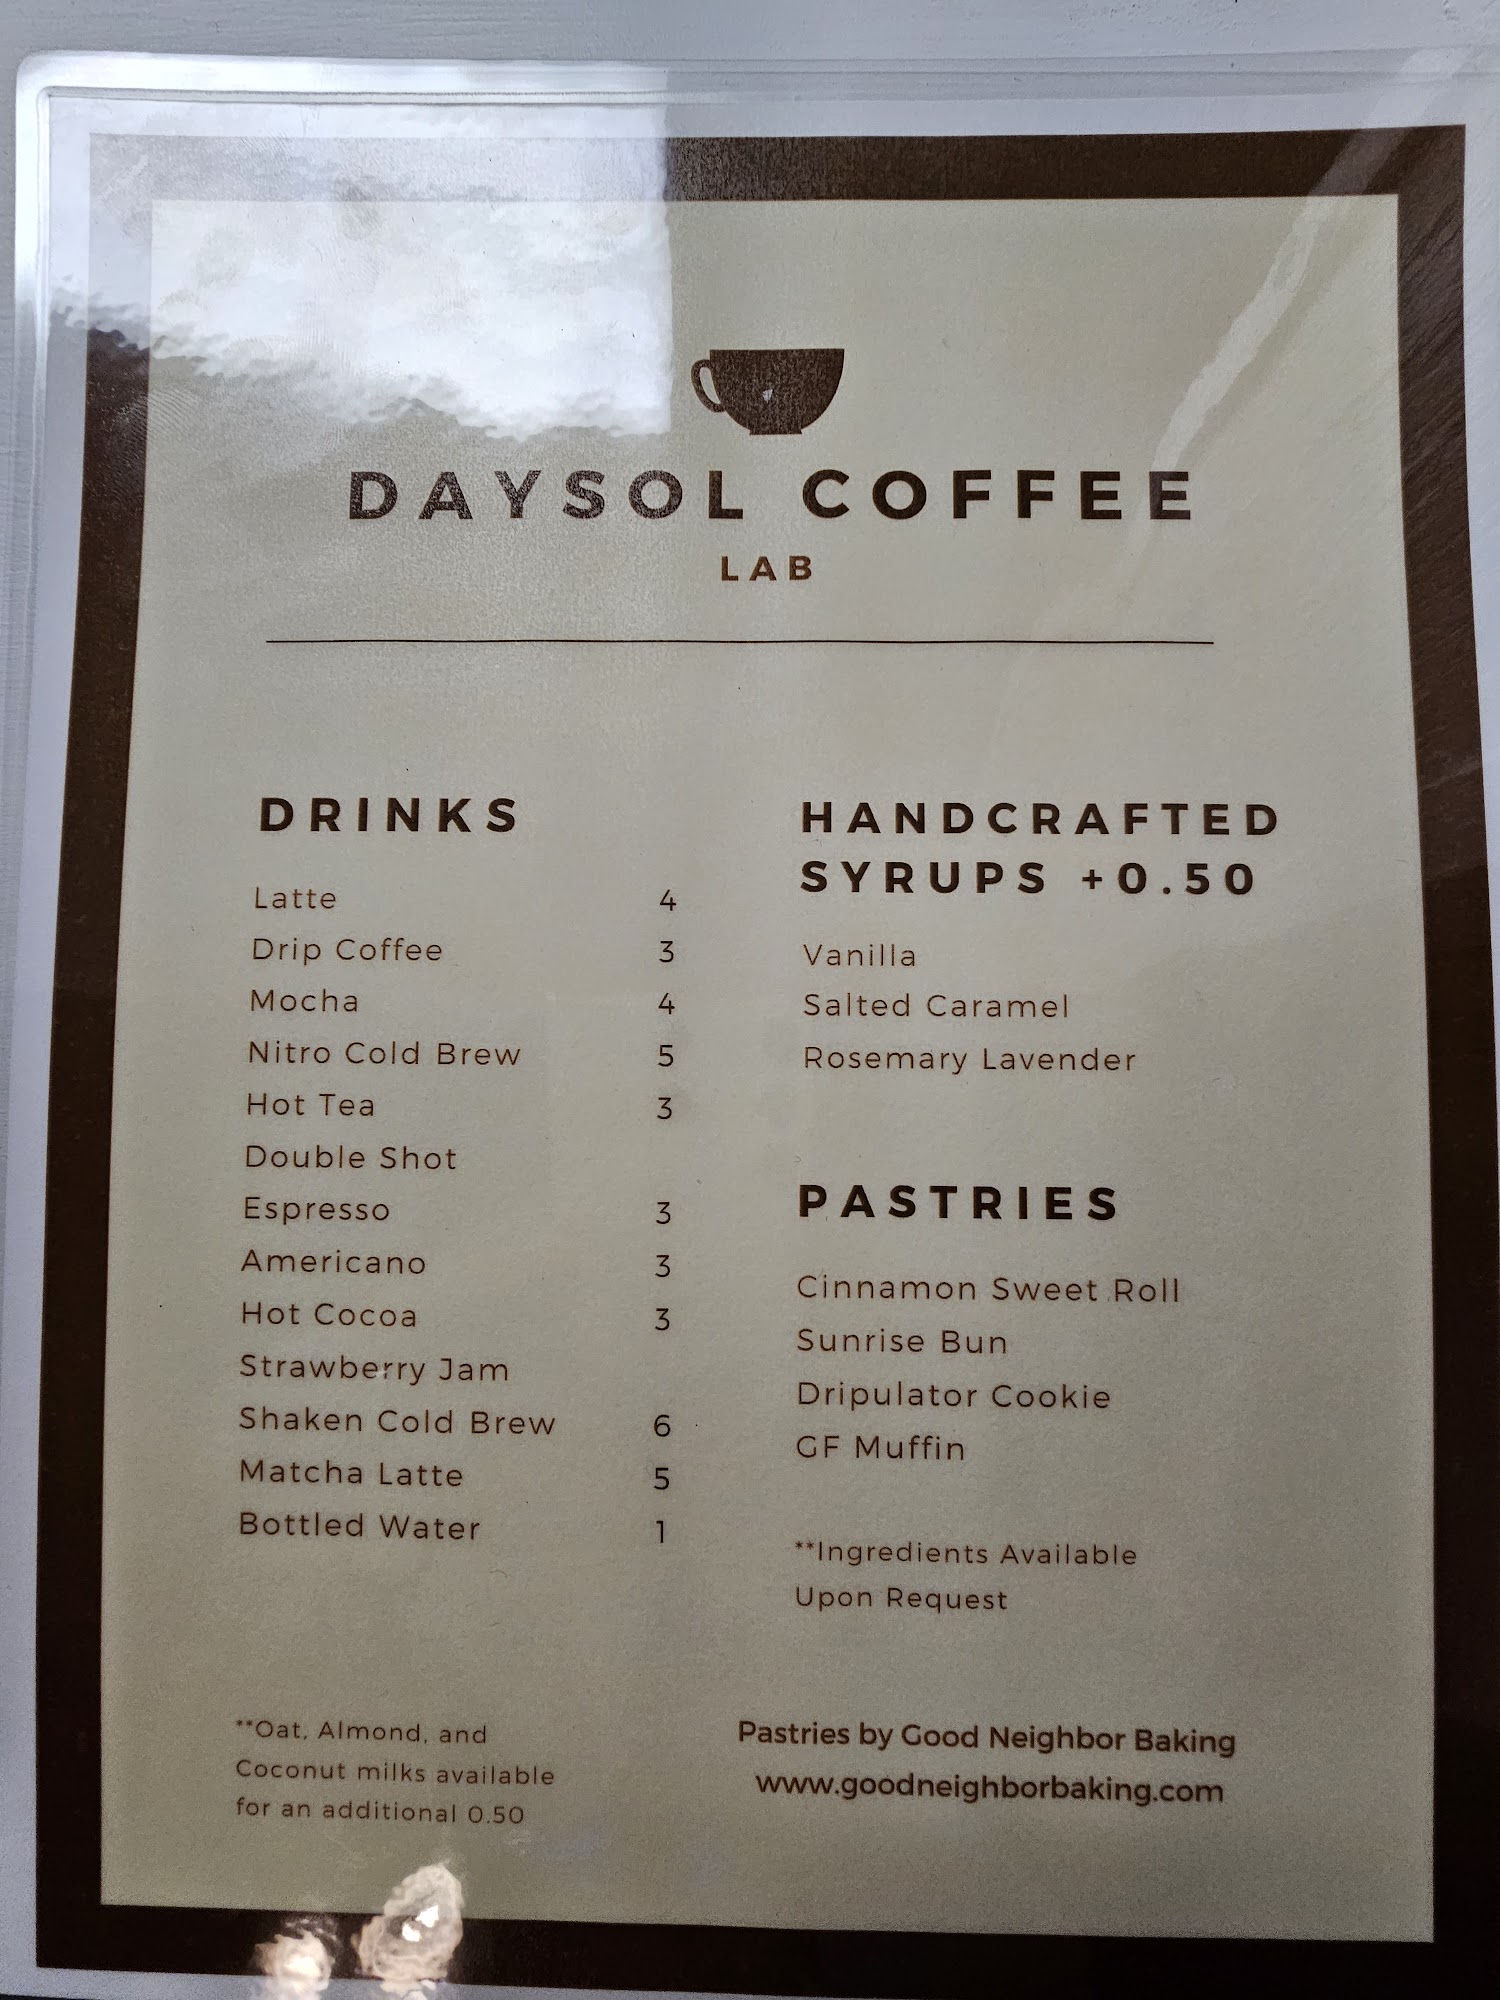 DAYSOL COFFEE
LAB
DRINKS
Latte 4
Drip Coffee 3
Mocha 4
Nitro Cold Brew 5
Hot Tea 3
Double Shot
Espresso 3
Americano 3
Hot Cocoa 3
Strawberry Jam
Shaken Cold Brew 6
Matcha Latte 5
Bottled Water 1
**Oat, Almond, and
Coconut milks available
for an additional 0.50
HANDCRAFTED
SYRUPS +0.50
Vanilla
Salted Caramel
Rosemary Lavender
PASTRIES
Cinnamon Sweet Roll
Sunrise Bun
Dripulator Cookie
GF Muffin
**Ingredients Available
Upon Request
Pastries by Good Neighbor Baking
www.goodneighborbaking.com